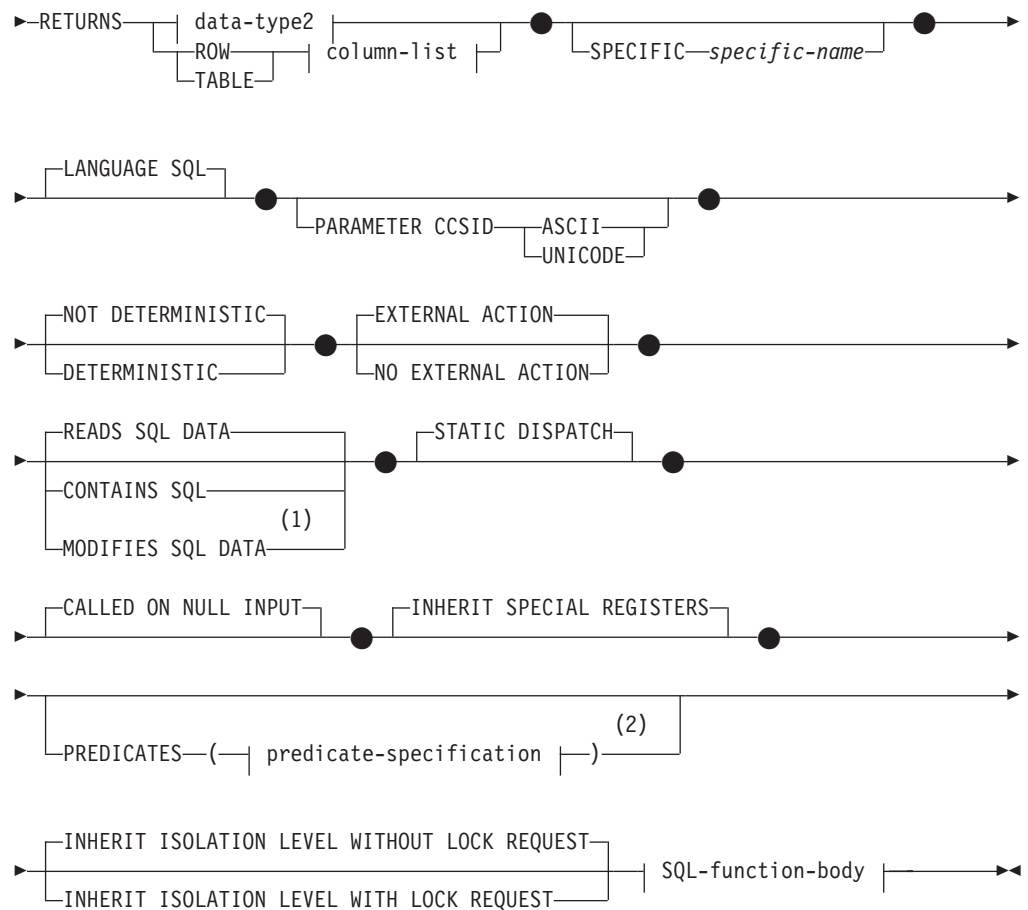 RETURNS data-type2
ROW column-list SPECIFIC specific-name
TABLE
LANGUAGE SQL
PARAMETER CCSID ASCII
UNICODE
NOT DETERMINISTIC EXTERNAL ACTION
DETERMINISTIC NO EXTERNAL ACTION
READS SQL DATA STATIC DISPATCH
CONTAINS SQL
(1)
MODIFIES SQL DATA
CALLED ON NULL INPUT INHERIT SPECIAL REGISTERS
(2)
PREDICATES ( predicate-specification )
INHERIT ISOLATION LEVEL WITHOUT LOCK REQUEST
SQL-function-body
INHERIT ISOLATION LEVEL WITH LOCK REQUEST